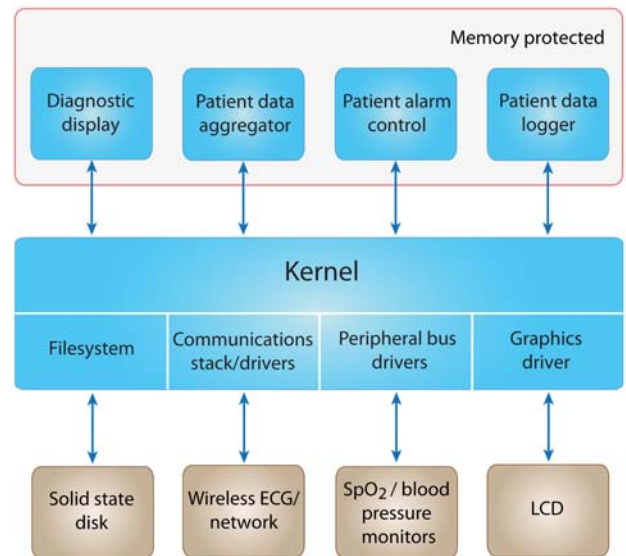 Memory protected
Diagnostic
display
Patient data
aggregator
Patient alarm
control
Patient data
logger
Kernel
Filesystem
Communications
stack/drivers
Peripheral bus
drivers
Graphics
driver
Solid state
disk
Wireless ECG/
network
SpO₂ / blood
pressure
monitors
LCD